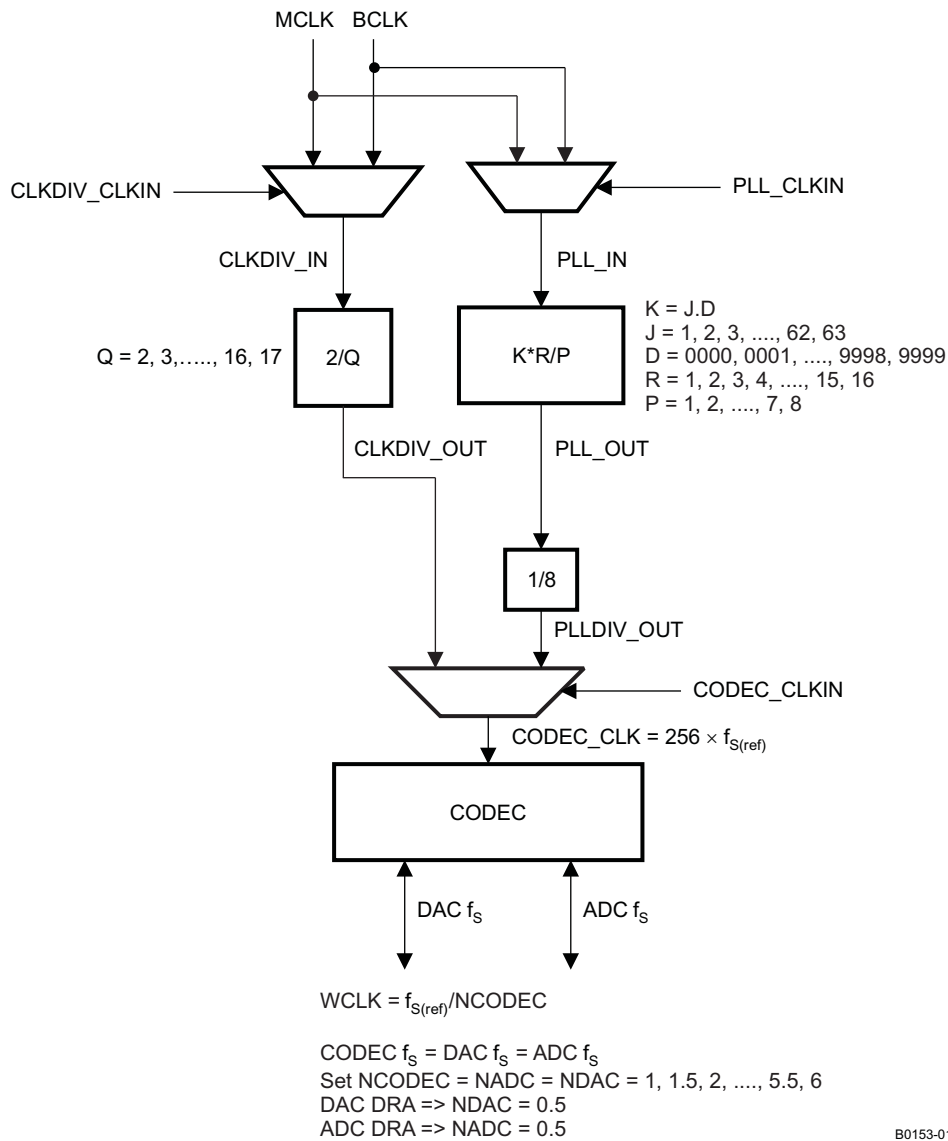 MCLK BCLK
CLKDIV_CLKIN
PLL_CLKIN
CLKDIV_IN
PLL_IN
Q = 2, 3,....., 16, 17
2/Q
K*R/P
K = J.D
J = 1, 2, 3, ...., 62, 63
D = 0000, 0001, ...., 9998, 9999
R = 1, 2, 3, 4, ...., 15, 16
P = 1, 2, ...., 7, 8
CLKDIV_OUT
PLL_OUT
1/8
PLLDIV_OUT
CODEC_CLKIN
CODEC_CLK = 256 × fS(ref)
CODEC
DAC fS
ADC fS
WCLK = fS(ref)/NCODEC
CODEC fS = DAC fS = ADC fS
Set NCODEC = NADC = NDAC = 1, 1.5, 2, ...., 5.5, 6
DAC DRA => NDAC = 0.5
ADC DRA => NADC = 0.5